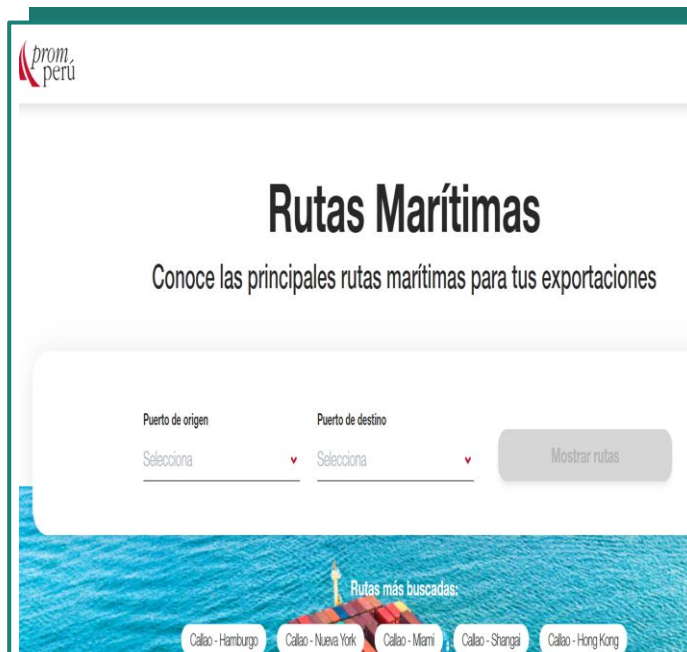 prom
perú
Rutas Marítimas
Conoce las principales rutas marítimas para tus exportaciones
Puerto de origen
Puerto de destino
Selecciona
Selecciona
Mostrar rutas
Rutas más buscadas:
Callao - Hamburgo
Callao - Nueva York
Callao - Miami
Callao - Shangai
Callao - Hong Kong